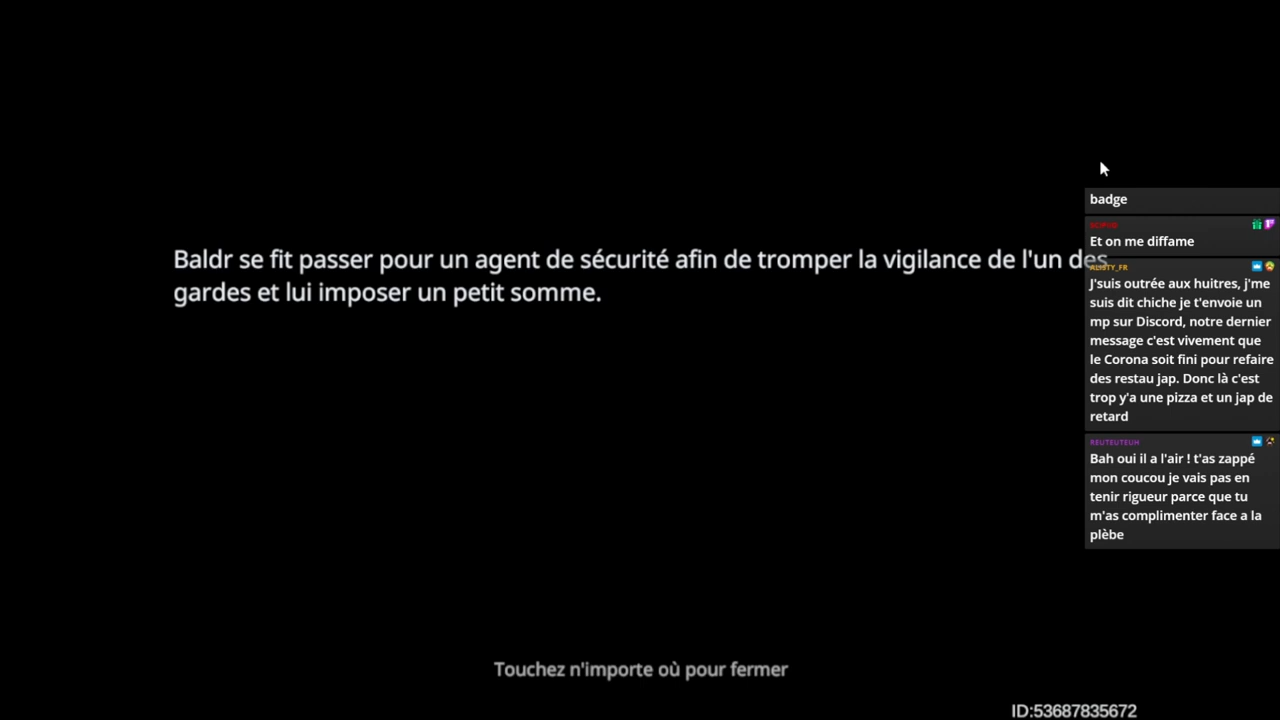 Baldr se fit passer pour un agent de sécurité afin de tromper la vigilance de l'un des
gardes et lui imposer un petit somme.
badge
Et on me diffame
ALISTY_FR
J'suis outrée aux huitres, j'me
suis dit chiche je t'envoie un
mp sur Discord, notre dernier
message c'est vivement que
le Corona soit fini pour refaire
des restau jap. Donc là c'est
trop y'a une pizza et un jap de
retard
REUTEUTEUH
Bah oui il a l'air ! t'as zappé
mon coucou je vais pas en
tenir rigueur parce que tu
m'as complimenter face a la
plèbe
Touchez n'importe où pour fermer
ID:53687835672